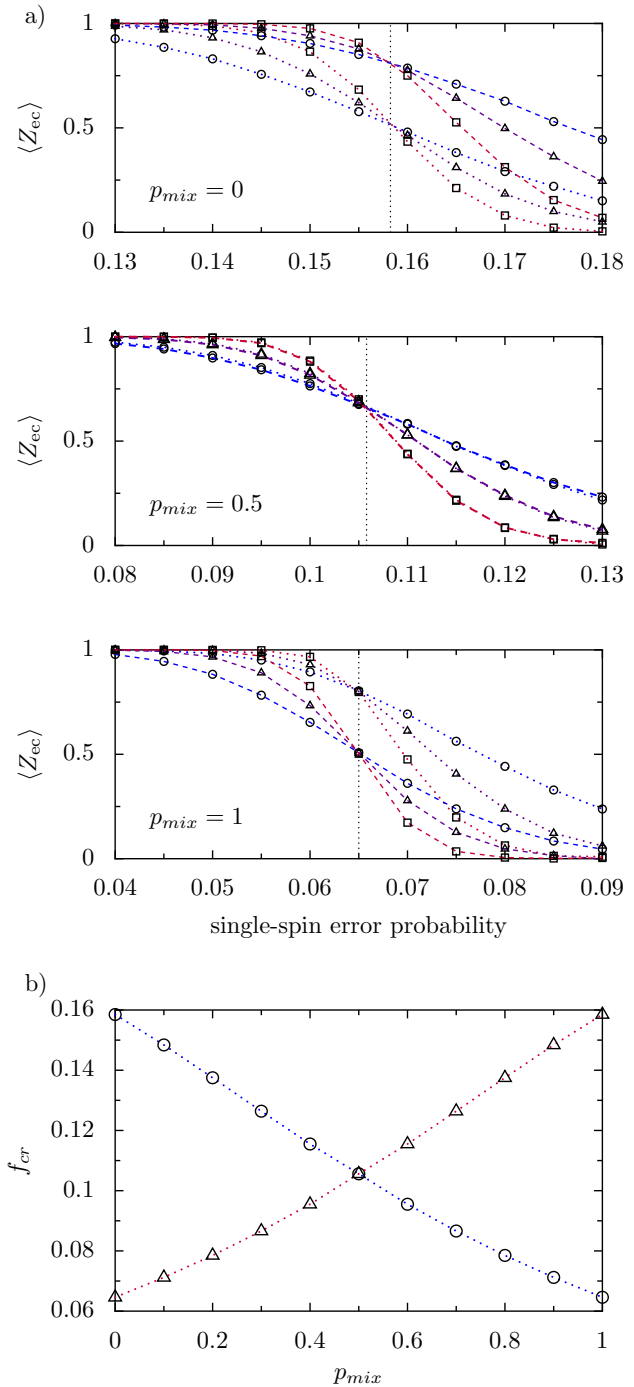 a)
1
0.5
0
⟨Z_ec⟩
p_mix = 0
0.13 0.14 0.15 0.16 0.17 0.18
1
0.5
0
⟨Z_ec⟩
p_mix = 0.5
0.08 0.09 0.1 0.11 0.12 0.13
1
0.5
0
⟨Z_ec⟩
p_mix = 1
0.04 0.05 0.06 0.07 0.08 0.09
single-spin error probability
b)
0.16
0.14
0.12
0.1
0.08
0.06
f_cr
0 0.2 0.4 0.6 0.8 1
p_mix